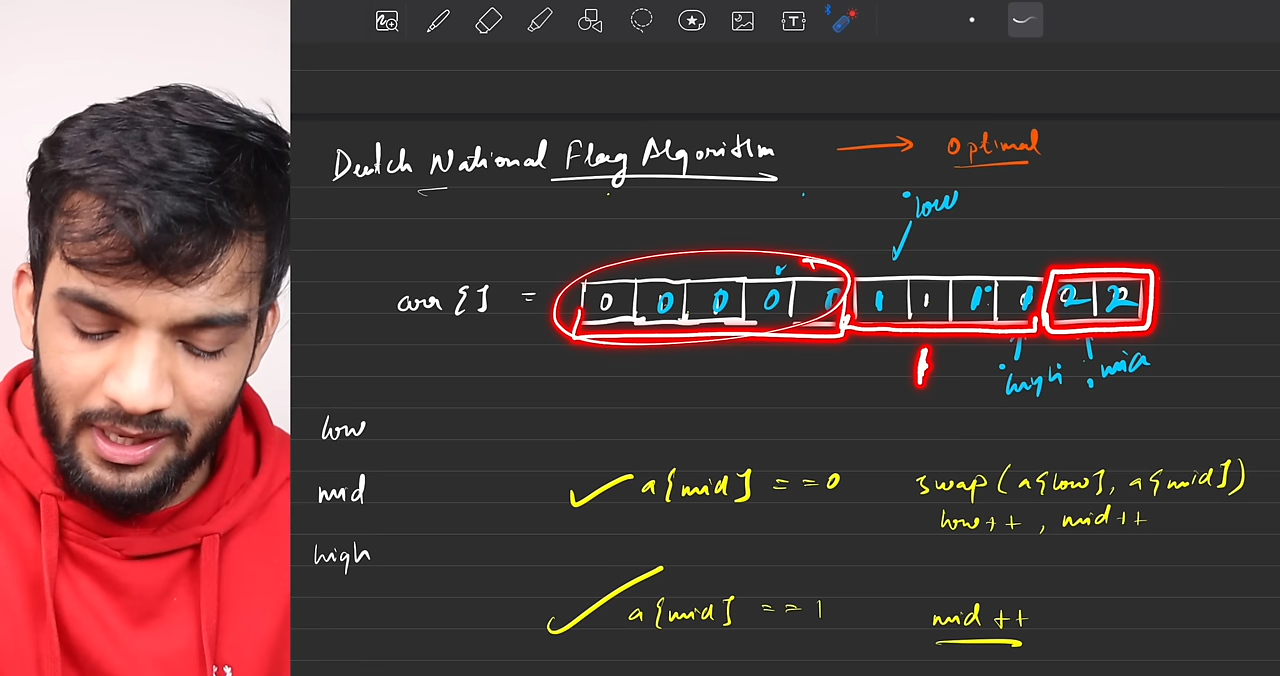 Dutch National Flag Algorithm → Optimal
low
arr [] = 0 0 0 0 0 1 1 1 1 2 2
1 high mid
low
mid a[mid] == 0 swap (a[low], a[mid])
low++, mid++
high
a[mid] == 1 mid ++